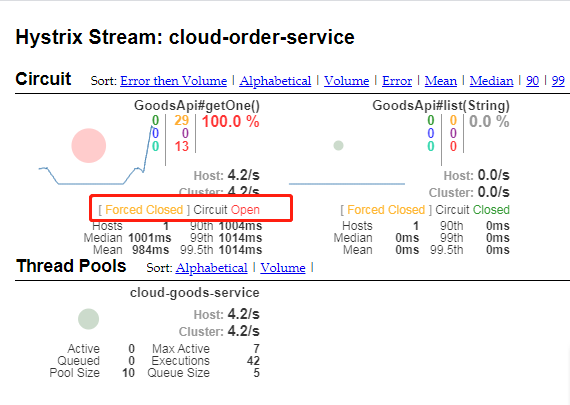 Hystrix Stream: cloud-order-service
Circuit Sort: Error then Volume | Alphabetical | Volume | Error | Mean | Median | 90 | 99
GoodsApi#getOne()
0 29 100.0 %
0 0
0 13
Host: 4.2/s
Cluster: 4.2/s
[ Forced Closed ] Circuit Open
Hosts 1 90th 1004ms
Median 1001ms 99th 1014ms
Mean 984ms 99.5th 1014ms
GoodsApi#list(String)
0 0 0.0 %
0 0
0 0
Host: 0.0/s
Cluster: 0.0/s
[ Forced Closed ] Circuit Closed
Hosts 1 90th 0ms
Median 0ms 99th 0ms
Mean 0ms 99.5th 0ms
Thread Pools Sort: Alphabetical | Volume |
cloud-goods-service
Host: 4.2/s
Cluster: 4.2/s
Active 0 Max Active 7
Queued 0 Executions 42
Pool Size 10 Queue Size 5